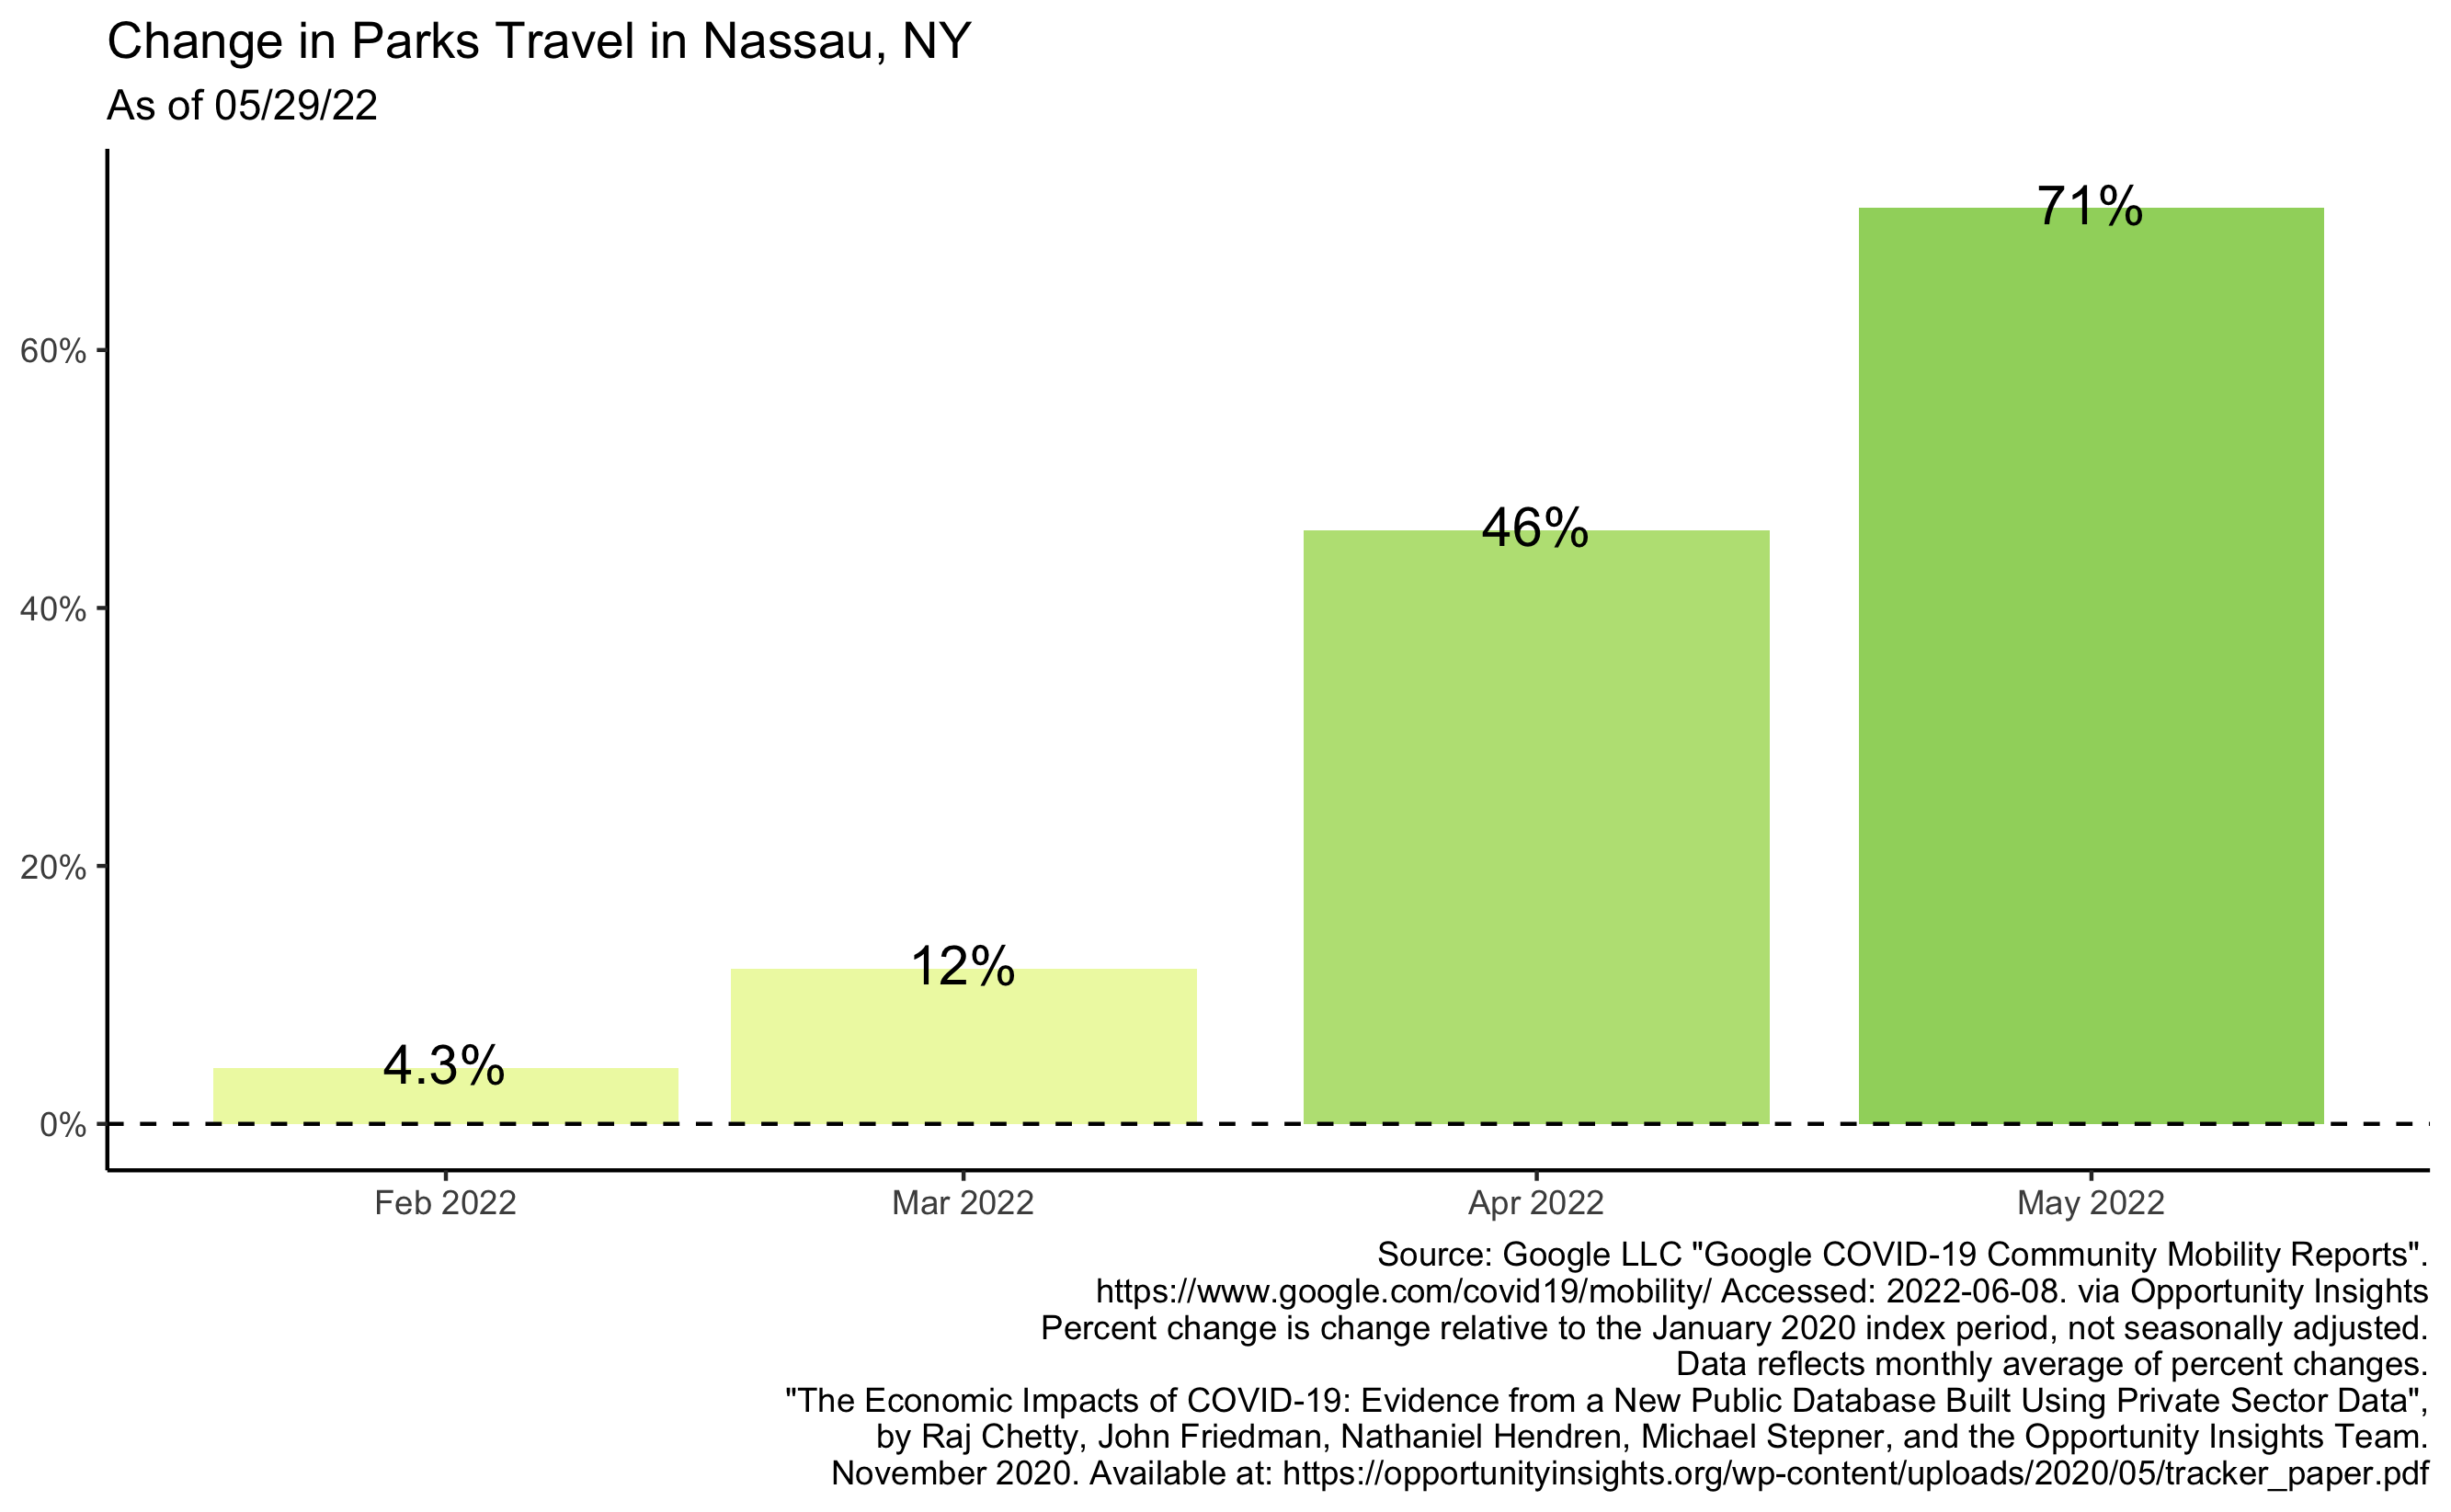 Change in Parks Travel in Nassau, NY
As of 05/29/22
71%
60%
46%
40%
20%
12%
4.3%
0%
Feb 2022
Mar 2022
Apr 2022
May 2022
Source: Google LLC "Google COVID-19 Community Mobility Reports".
https://www.google.com/covid19/mobility/ Accessed: 2022-06-08. via Opportunity Insights
Percent change is change relative to the January 2020 index period, not seasonally adjusted.
Data reflects monthly average of percent changes.
"The Economic Impacts of COVID-19: Evidence from a New Public Database Built Using Private Sector Data",
by Raj Chetty, John Friedman, Nathaniel Hendren, Michael Stepner, and the Opportunity Insights Team.
November 2020. Available at: https://opportunityinsights.org/wp-content/uploads/2020/05/tracker_paper.pdf